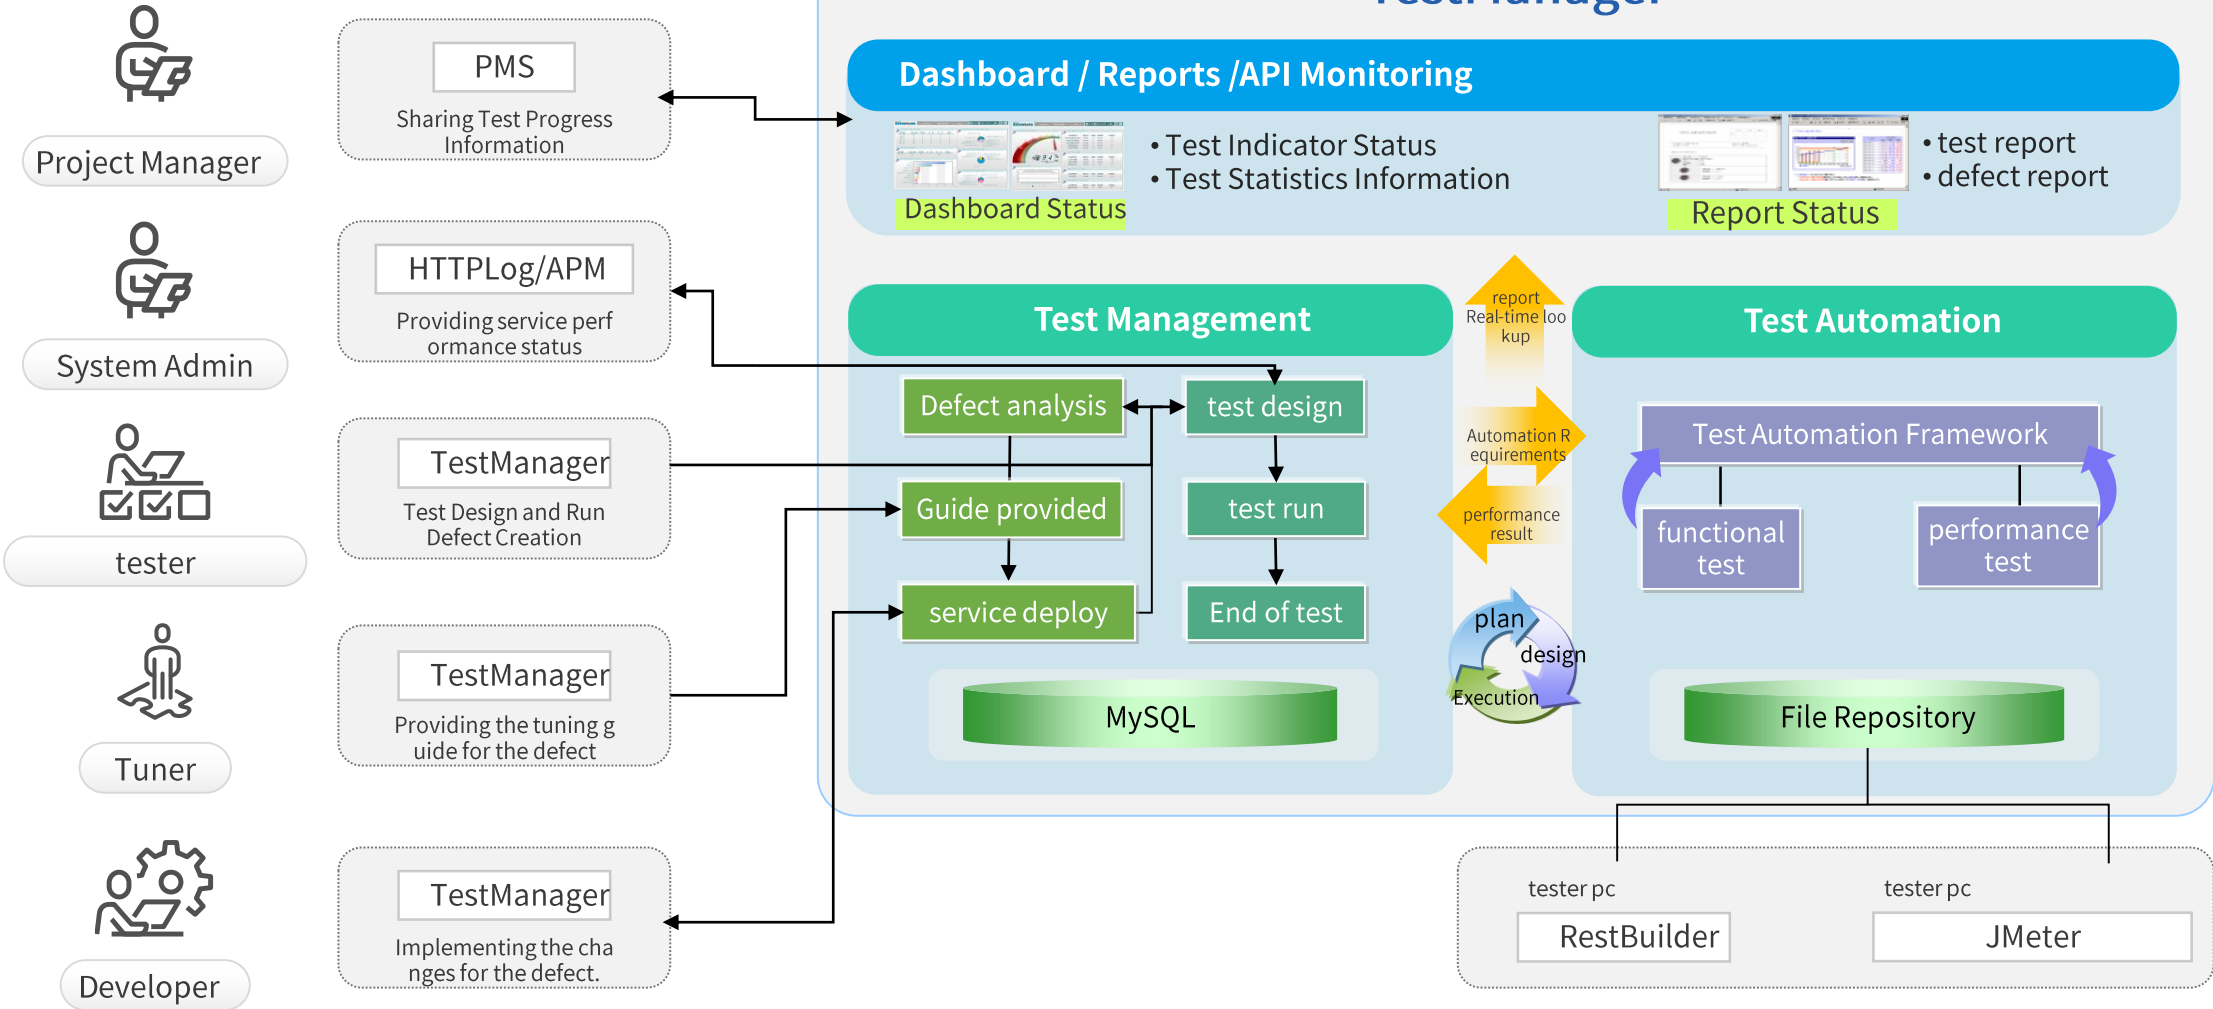 TestManager
Project Manager
System Admin
tester
Tuner
Developer
PMS
Sharing Test Progress
Information
HTTPLog/APM
Providing service perf
ormance status
TestManager
Test Design and Run
Defect Creation
TestManager
Providing the tuning g
uide for the defect
TestManager
Implementing the cha
nges for the defect.
Dashboard / Reports /API Monitoring
• Test Indicator Status
• Test Statistics Information
Dashboard Status
• test report
• defect report
Report Status
Test Management
Defect analysis
test design
Guide provided
test run
service deploy
End of test
MySQL
report
Real-time loo
kup
Automation R
equirements
performance
result
plan
design
Execution
Test Automation
Test Automation Framework
functional
test
performance
test
File Repository
tester pc
RestBuilder
tester pc
JMeter